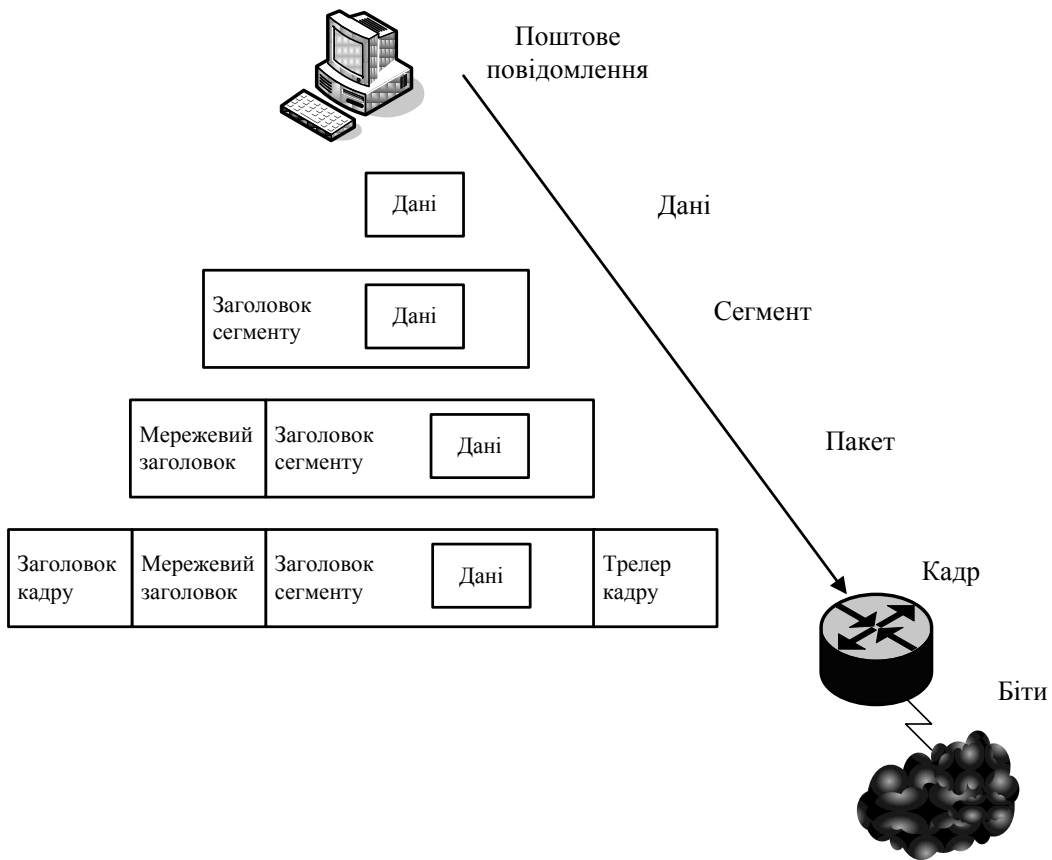 Поштове
повідомлення
Дані
Дані
Заголовок
сегменту
Дані
Сегмент
Мережевий
заголовок
Заголовок
сегменту
Дані
Пакет
Заголовок
кадру
Мережевий
заголовок
Заголовок
сегменту
Дані
Трелер
кадру
Кадр
Біти